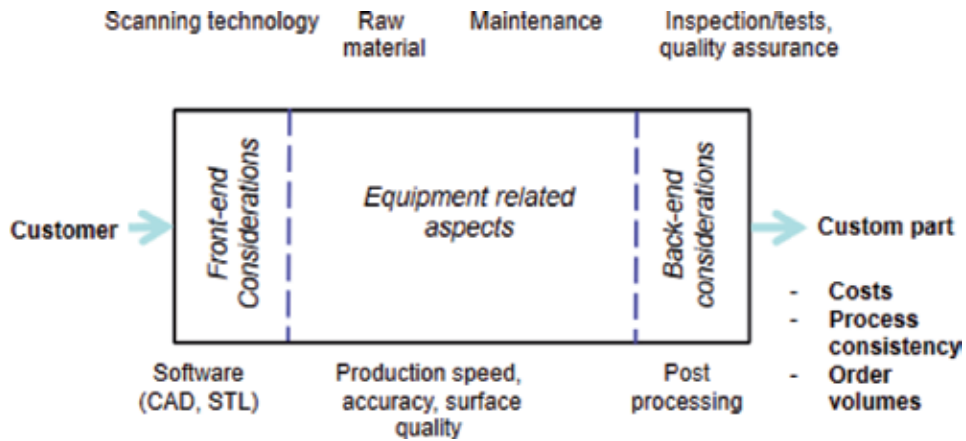 Scanning technology
Raw
material
Maintenance
Inspection/tests,
quality assurance
Customer
Front-end
Considerations
Equipment related
aspects
Back-end
considerations
Custom part
- Costs
- Process
consistency
- Order
volumes
Software
(CAD, STL)
Production speed,
accuracy, surface
quality
Post
processing